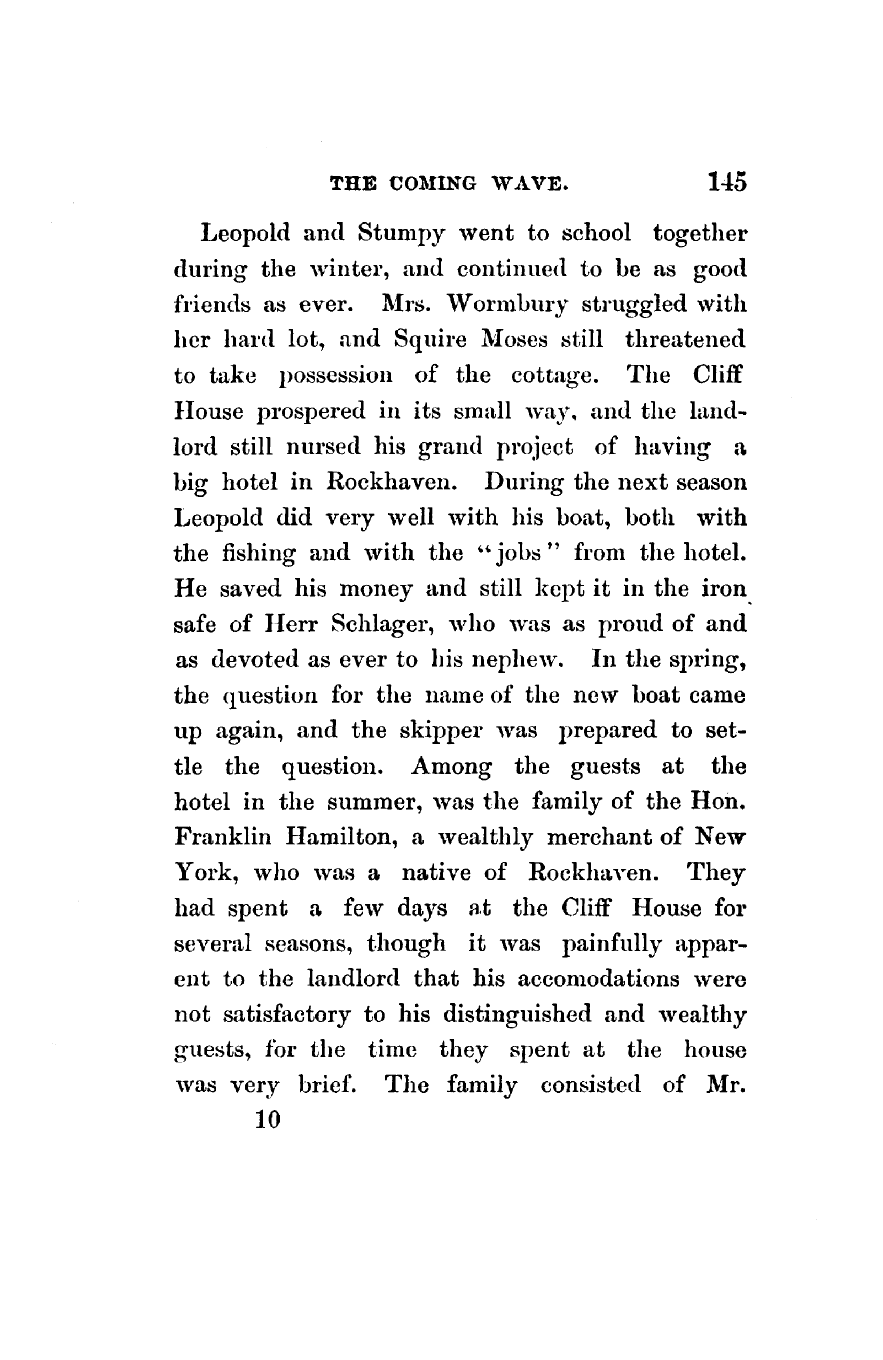 THE COMING WAVE. 145
Leopold and Stumpy went to school together
during the winter, and continued to be as good
friends as ever. Mrs. Wormbury struggled with
her hard lot, and Squire Moses still threatened
to take possession of the cottage. The Cliff
House prospered in its small way, and the land-
lord still nursed his grand project of having a
big hotel in Rockhaven. During the next season
Leopold did very well with his boat, both with
the fishing and with the “jobs” from the hotel.
He saved his money and still kept it in the iron
safe of Herr Schlager, who was as proud of and
as devoted as ever to his nephew. In the spring,
the question for the name of the new boat came
up again, and the skipper was prepared to set-
tle the question. Among the guests at the
hotel in the summer, was the family of the Hon.
Franklin Hamilton, a wealthly merchant of New
York, who was a native of Rockhaven. They
had spent a few days at the Cliff House for
several seasons, though it was painfully appar-
ent to the landlord that his accomodations were
not satisfactory to his distinguished and wealthy
guests, for the time they spent at the house
was very brief. The family consisted of Mr.
10